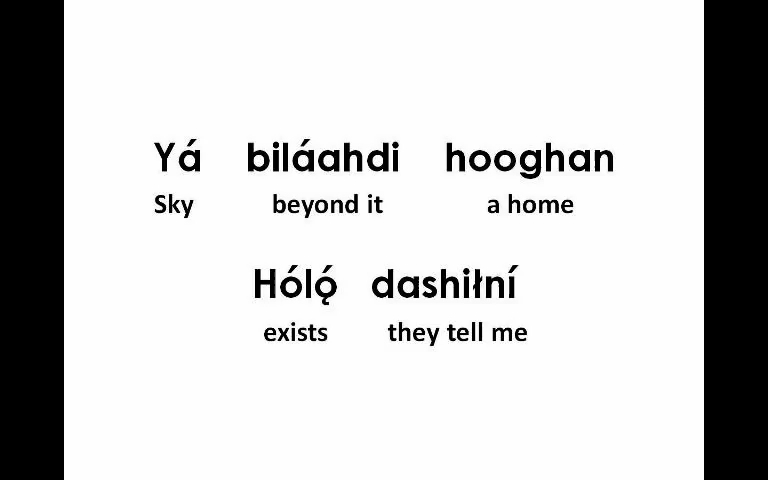 Yá biláahdi hooghan
Sky beyond it a home
Hólǫ́ dashiłní
exists they tell me